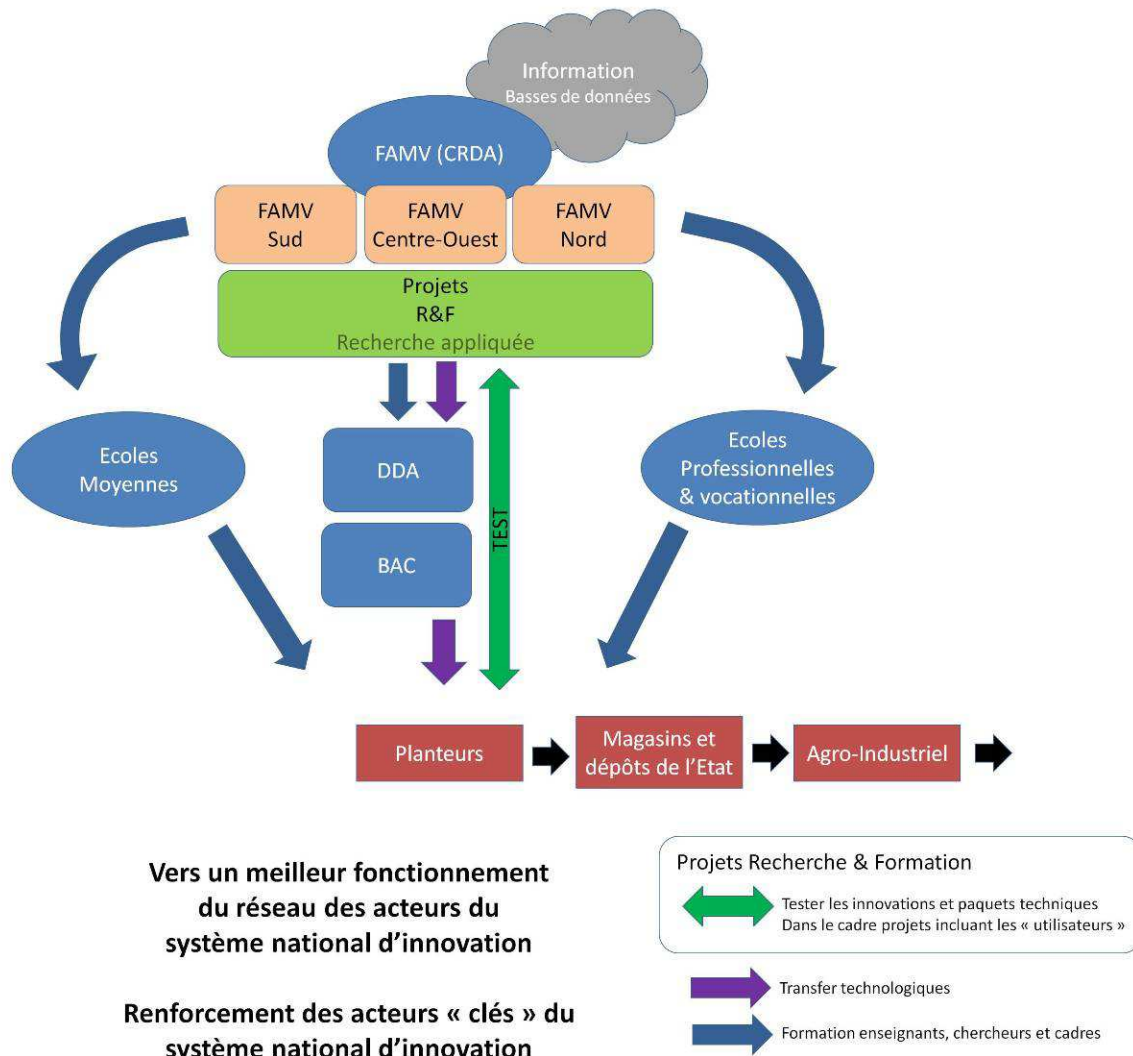 Information
Basses de données
FAMV (CRDA)
FAMV
Sud
FAMV
Centre-Ouest
FAMV
Nord
Projets
R&F
Recherche appliquée
Ecoles
Moyennes
DDA
BAC
TEST
Ecoles
Professionnelles
& vocationnelles
Planteurs
Magasins et
dépôts de l'Etat
Agro-Industriel
Vers un meilleur fonctionnement
du réseau des acteurs du
système national d'innovation
Renforcement des acteurs « clés » du
système national d'innovation
Projets Recherche & Formation
Tester les innovations et paquets techniques
Dans le cadre projets incluant les « utilisateurs »
Transfer technologiques
Formation enseignants, chercheurs et cadres